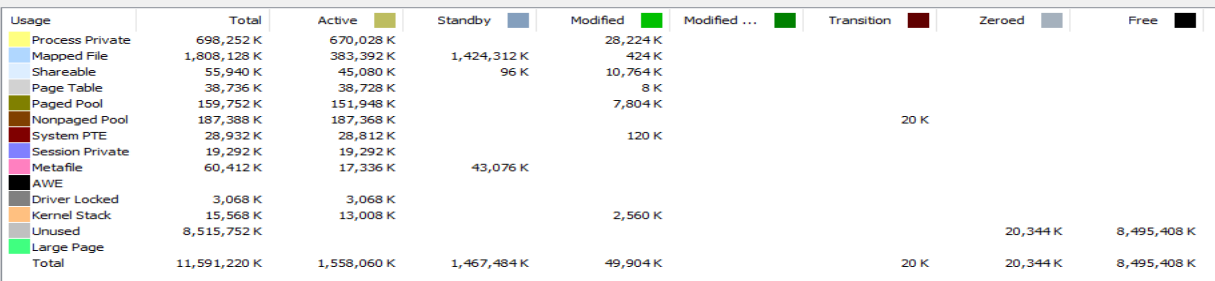 Usage Total Active Standby Modified Modified ... Transition Zeroed Free
Process Private 698,252 K 670,028 K 28,224 K
Mapped File 1,808,128 K 383,392 K 1,424,312 K 424 K
Shareable 55,940 K 45,080 K 96 K 10,764 K
Page Table 38,736 K 38,728 K 8 K
Paged Pool 159,752 K 151,948 K 7,804 K
Nonpaged Pool 187,388 K 187,368 K 20 K
System PTE 28,932 K 28,812 K 120 K
Session Private 19,292 K 19,292 K
Metafile 60,412 K 17,336 K 43,076 K
AWE
Driver Locked 3,068 K 3,068 K
Kernel Stack 15,568 K 13,008 K 2,560 K
Unused 8,515,752 K 20,344 K 8,495,408 K
Large Page
Total 11,591,220 K 1,558,060 K 1,467,484 K 49,904 K 20 K 20,344 K 8,495,408 K